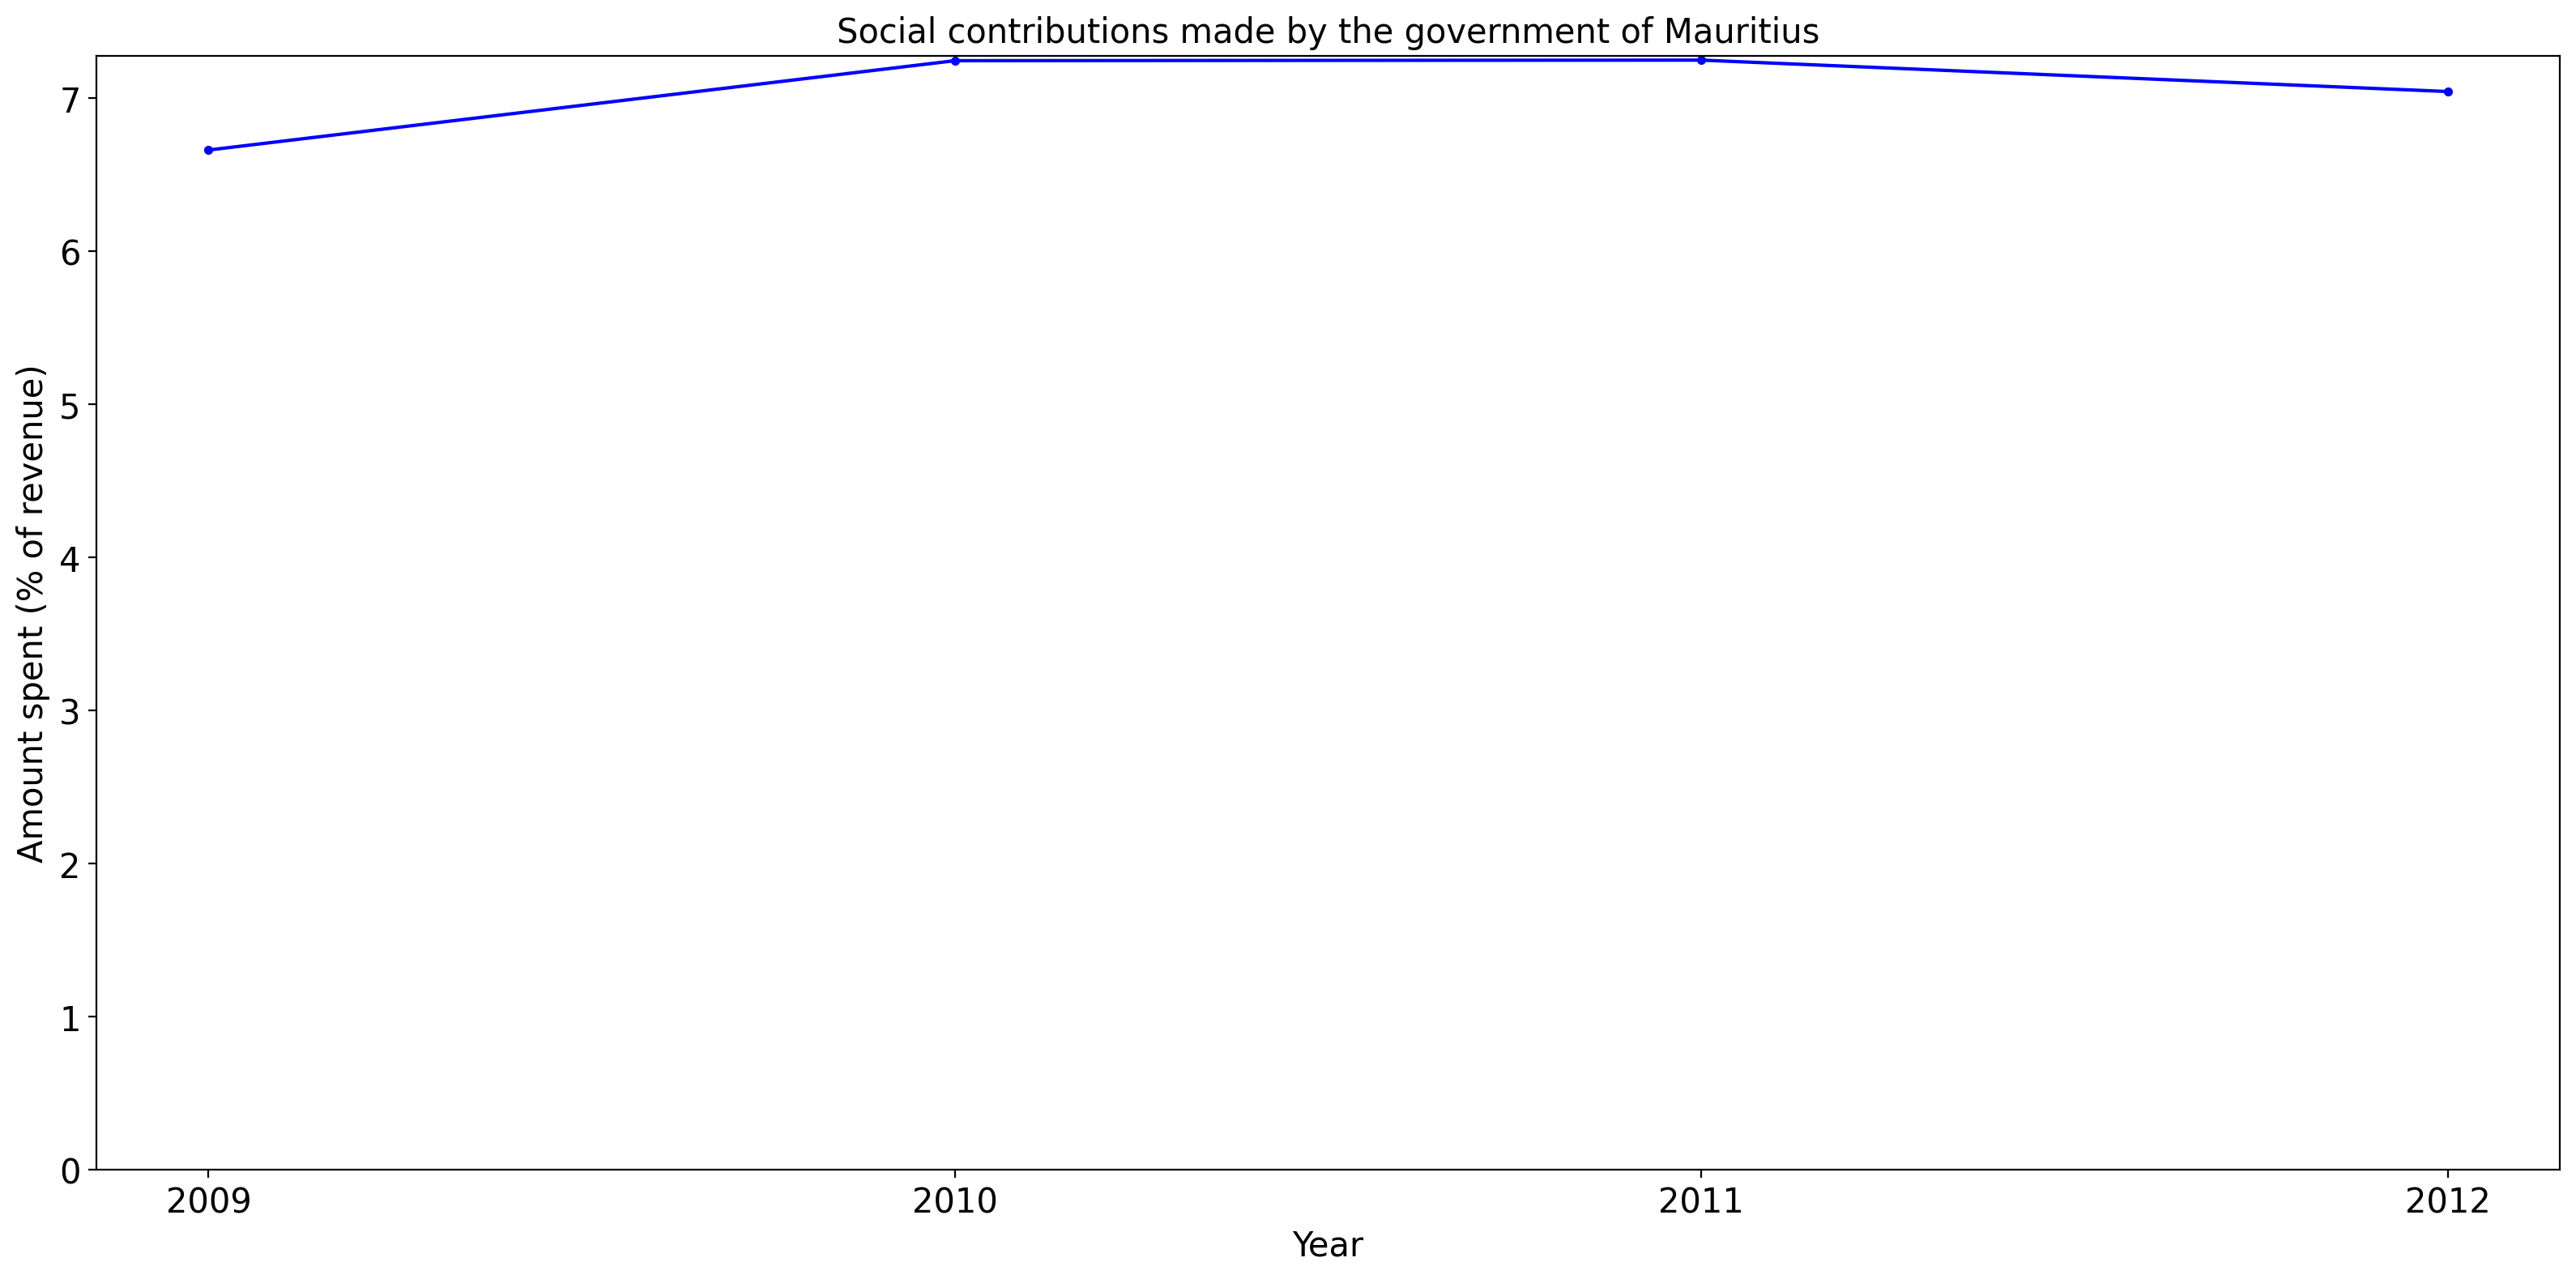 Social contributions made by the government of Mauritius
Amount spent (% of revenue)
7
6
5
4
3
2
1
0
2009 2010 2011 2012
Year